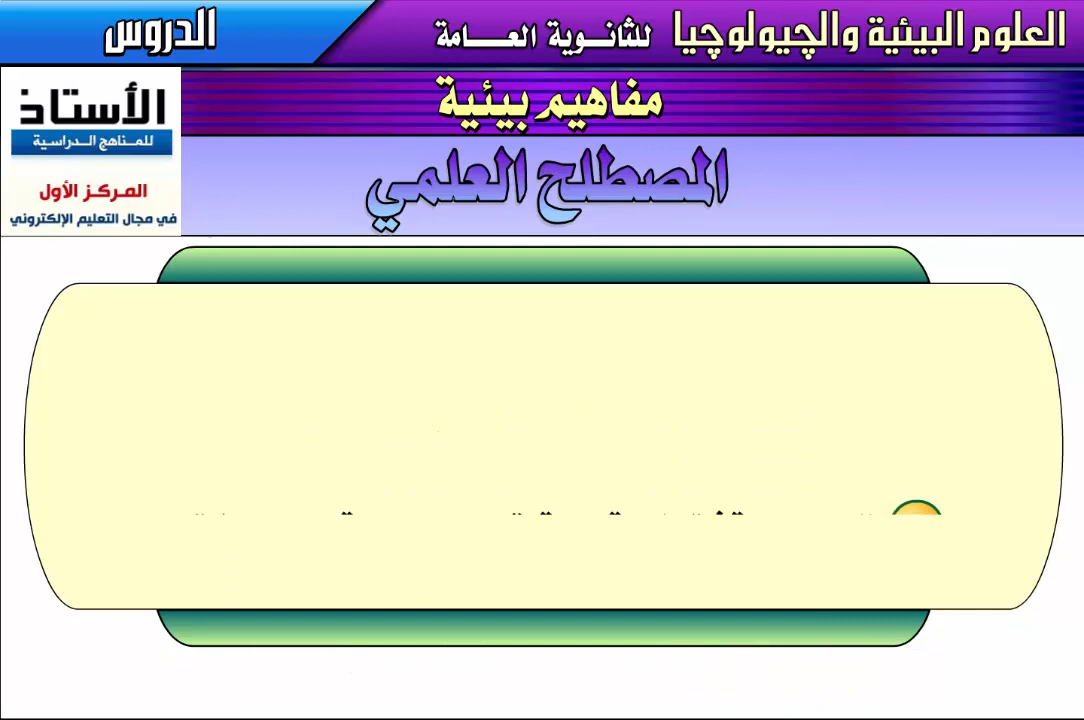 العلوم البيئية والچيولوچيا للثانوية العامة
الدروس
مفاهيم بيئية
المصطلح العلمي
الأستاذ
للمناهج الدراسية
المركز الأول
في مجال التعليم الإلكتروني